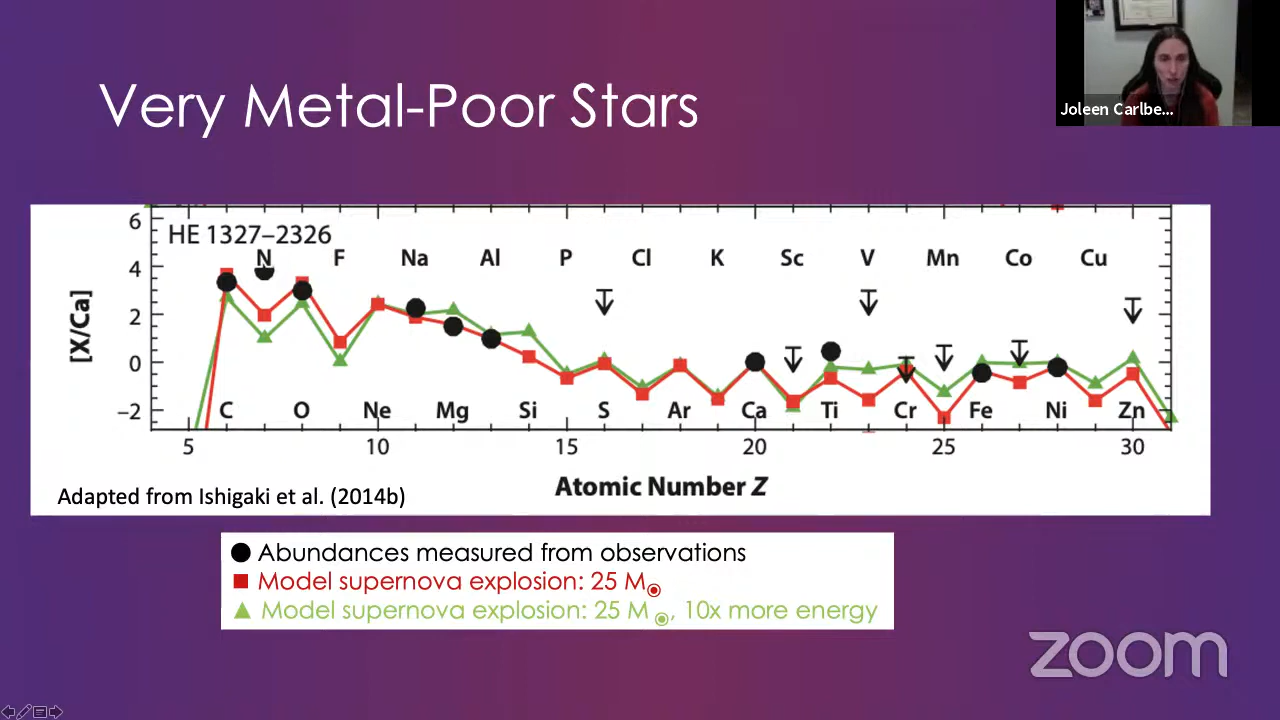 Very Metal-Poor Stars
Joleen Carlbe...
HE 1327–2326
6
4
2
0
−2
[X/Ca]
N F Na Al P Cl K Sc V Mn Co Cu
C O Ne Mg Si S Ar Ca Ti Cr Fe Ni Zn
5 10 15 20 25 30
Atomic Number Z
Adapted from Ishigaki et al. (2014b)
Abundances measured from observations
Model supernova explosion: 25 M☉
Model supernova explosion: 25 M☉, 10x more energy
zoom